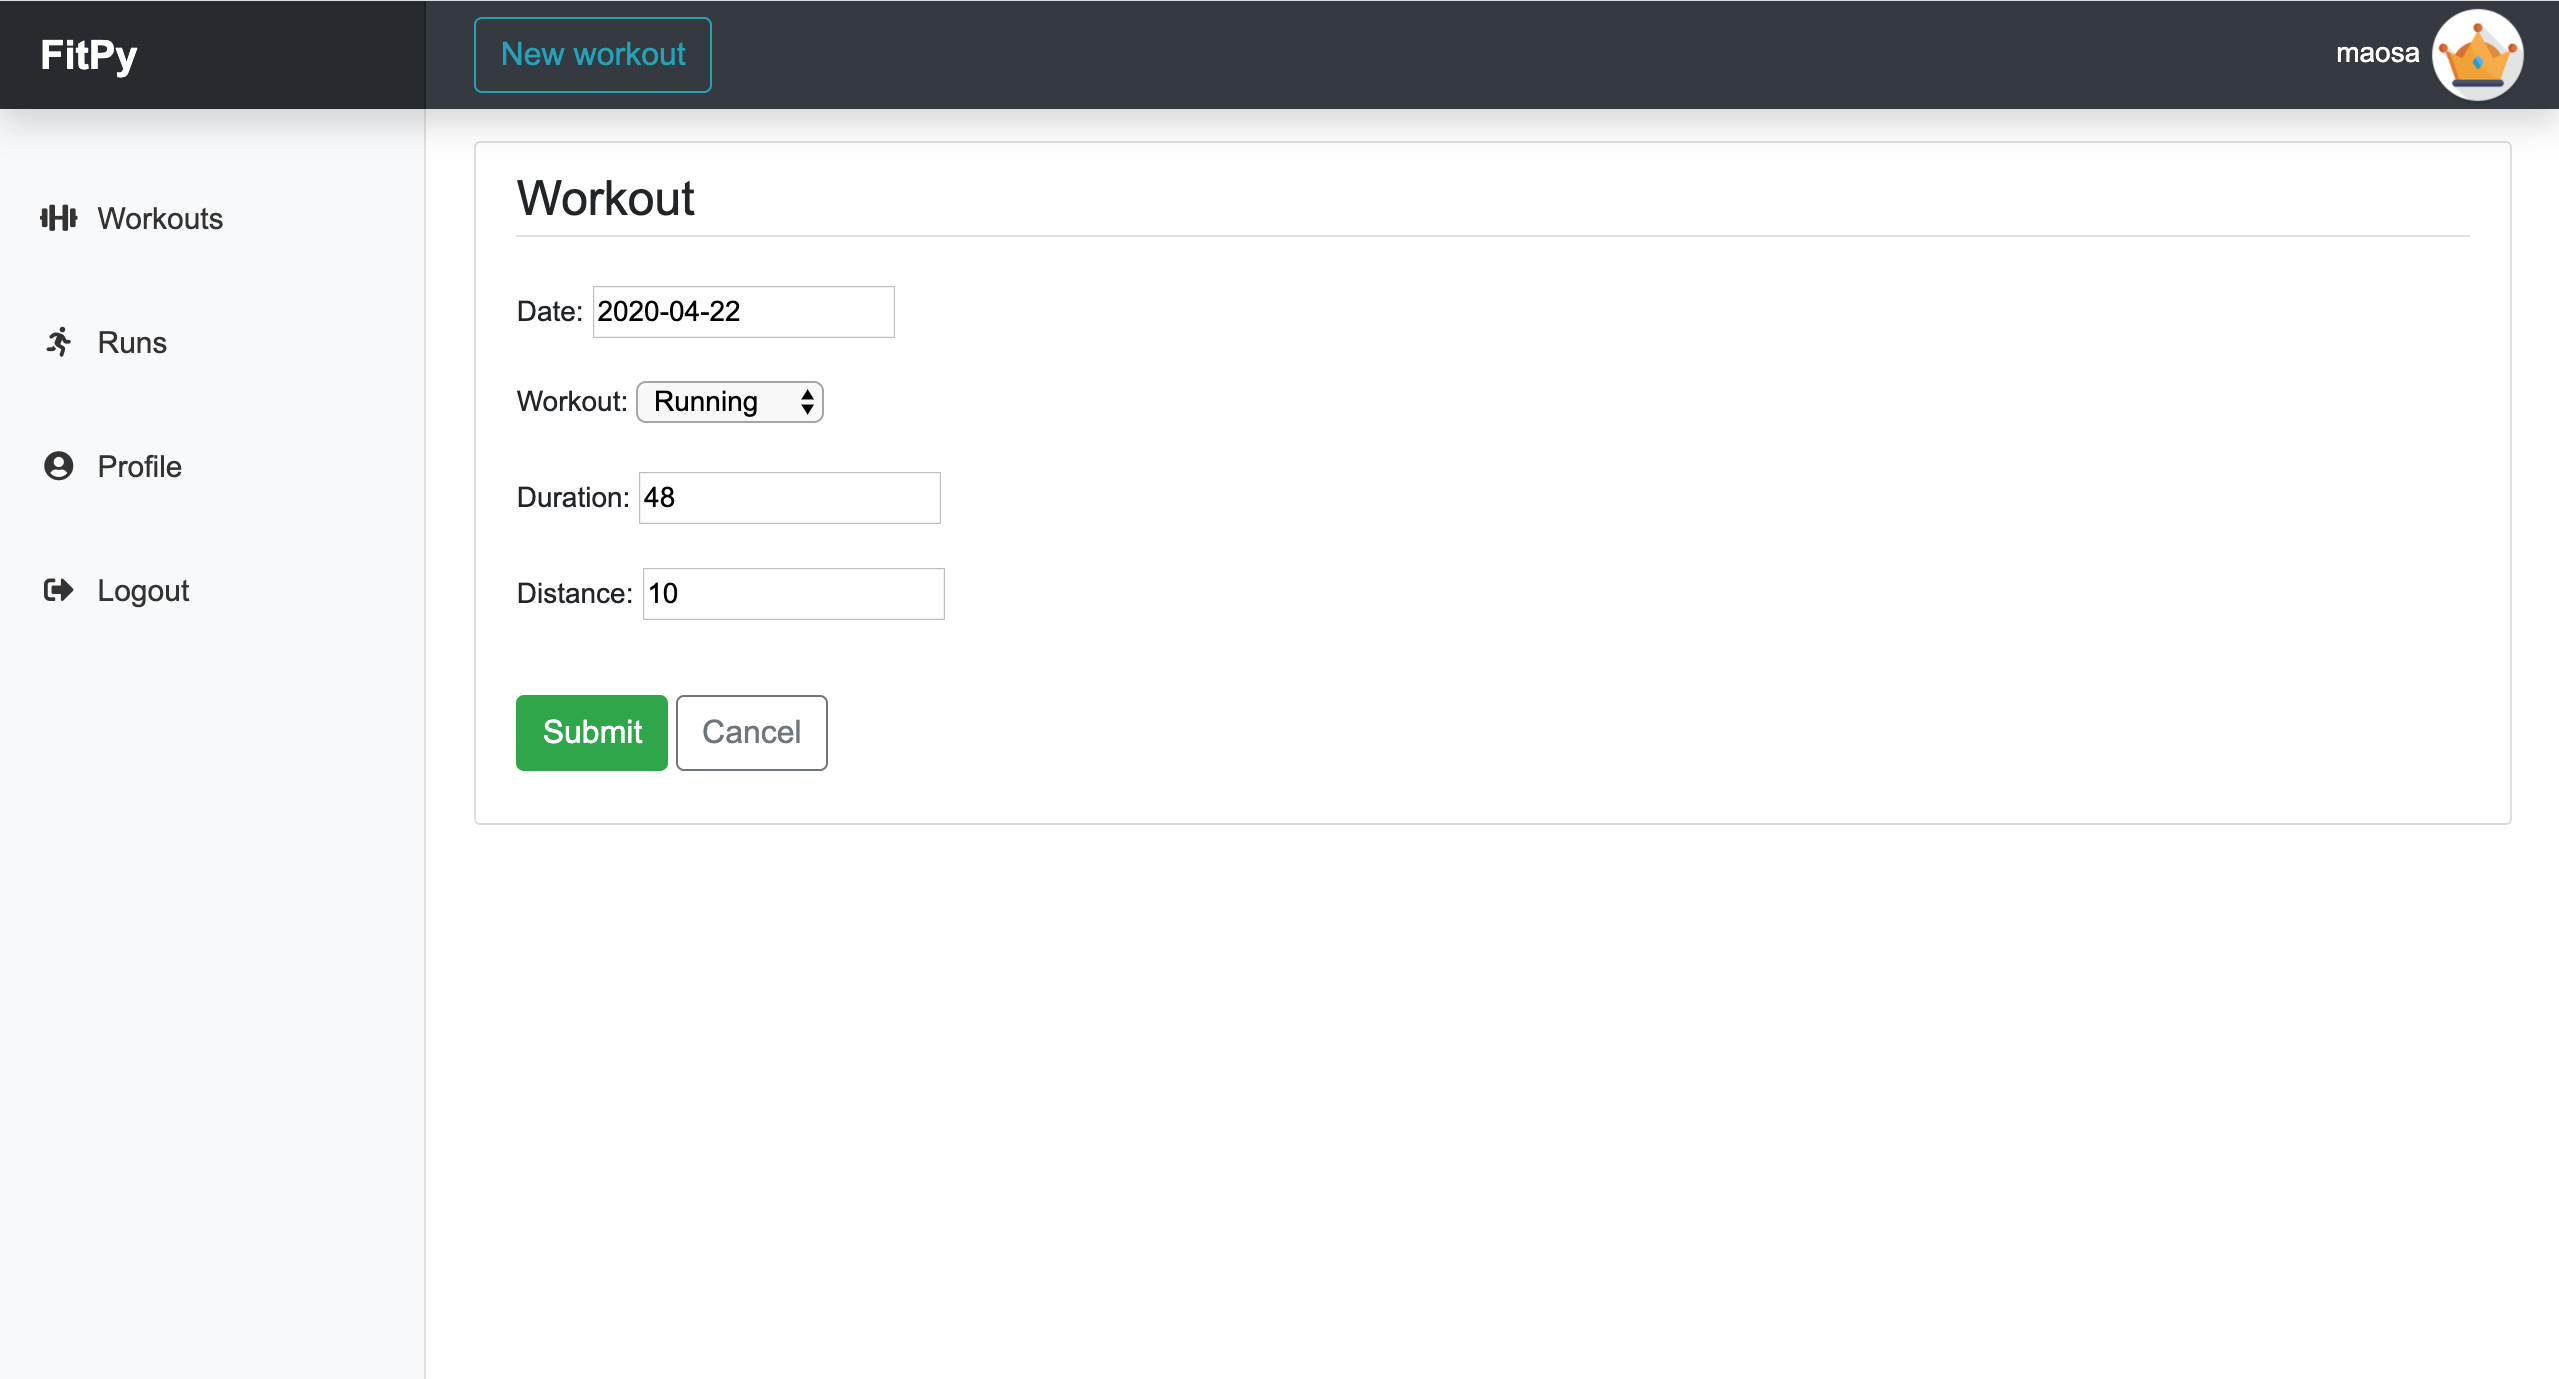 FitPy
New workout
maosa
Workouts
Runs
Profile
Logout
Workout
Date: 2020-04-22
Workout: Running
Duration: 48
Distance: 10
Submit Cancel